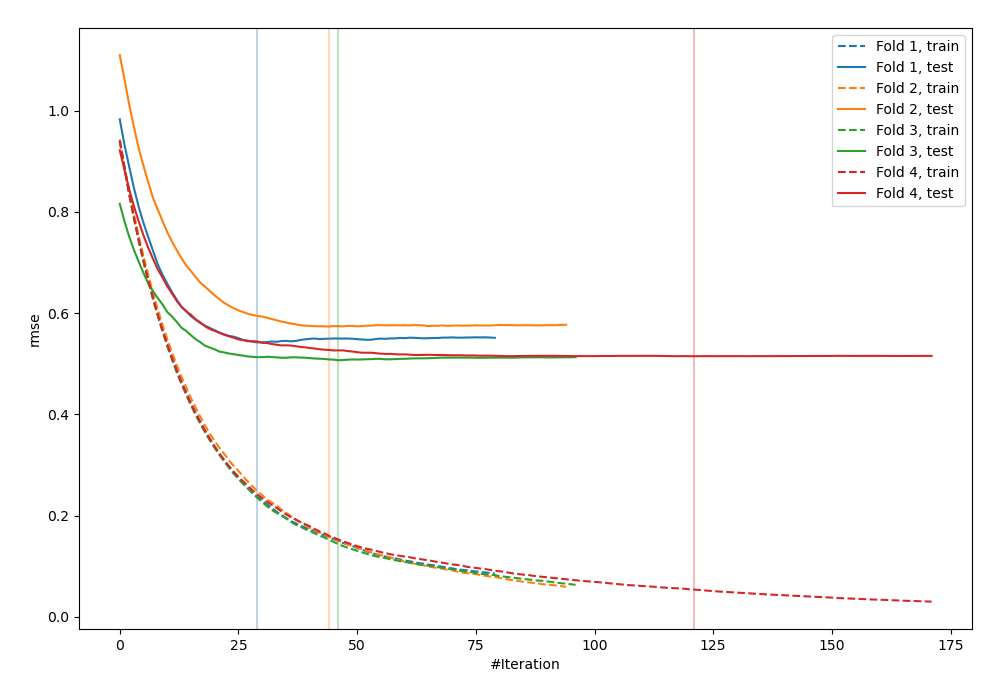 rmse
1.0
0.8
0.6
0.4
0.2
0.0
0
25
50
75
100
125
150
175
#Iteration
Fold 1, train
Fold 1, test
Fold 2, train
Fold 2, test
Fold 3, train
Fold 3, test
Fold 4, train
Fold 4, test